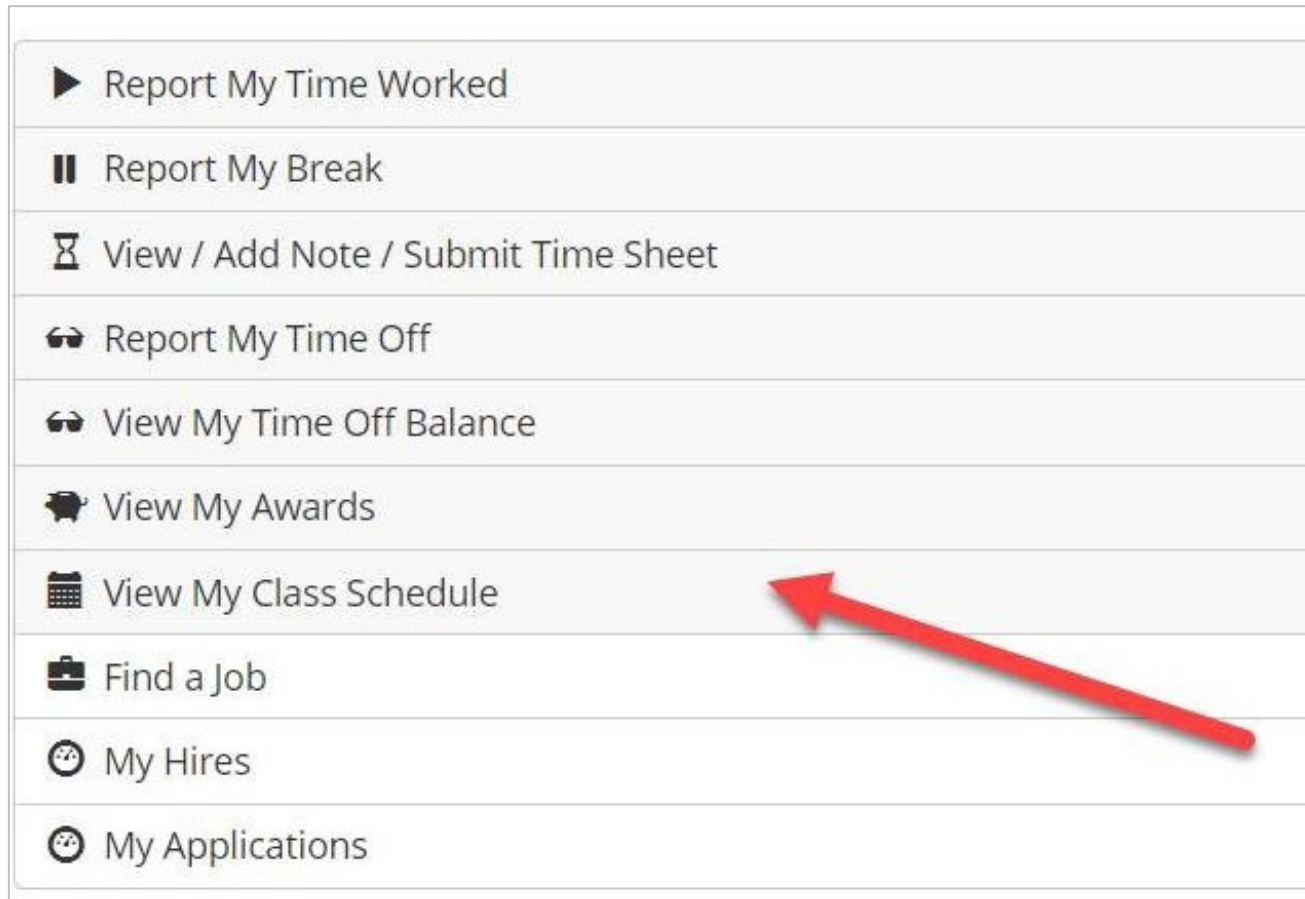 Report My Time Worked
Report My Break
View / Add Note / Submit Time Sheet
Report My Time Off
View My Time Off Balance
View My Awards
View My Class Schedule
Find a Job
My Hires
My Applications